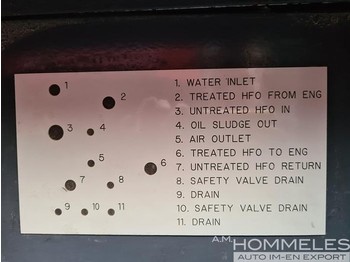 1
2
3
4
5
6
7
8
9
10
11
1. WATER INLET
2. TREATED HFO FROM ENG
3. UNTREATED HFO IN
4. OIL SLUDGE OUT
5. AIR OUTLET
6. TREATED HFO TO ENG
7. UNTREATED HFO RETURN
8. SAFETY VALVE DRAIN
9. DRAIN
10. SAFETY VALVE DRAIN
11. DRAIN
A.M. HOMMELES
AUTO IM-EN EXPORT